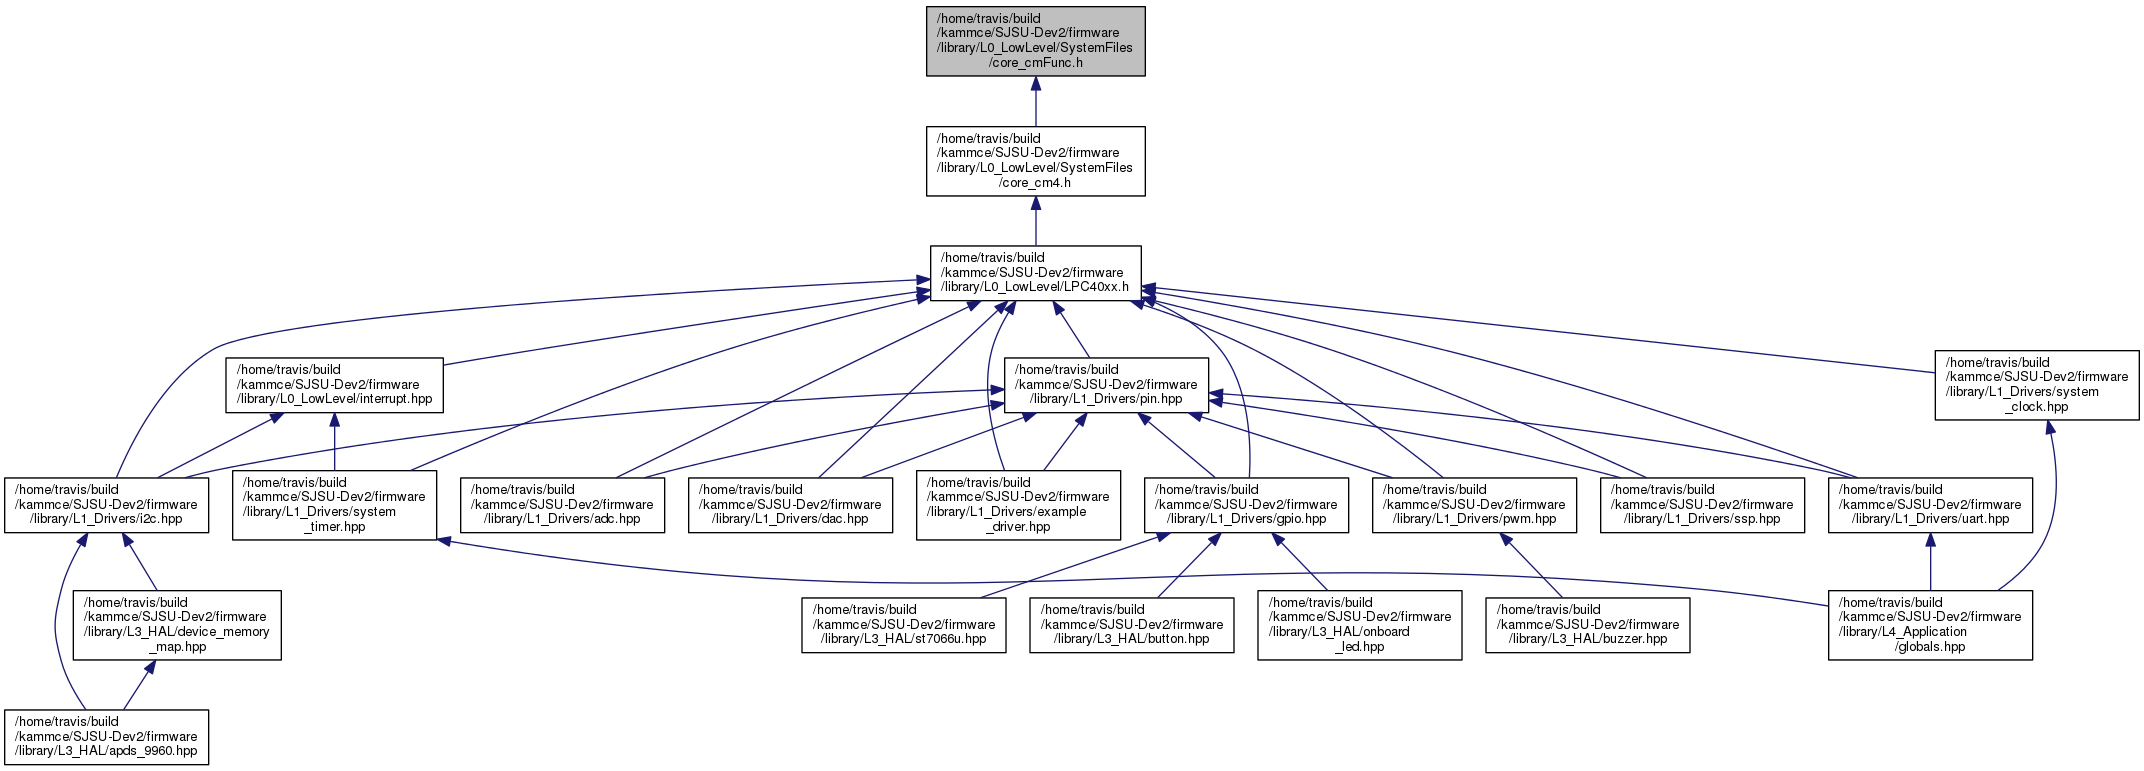 /home/travis/build
/kammce/SJSU-Dev2/firmware
/library/L0_LowLevel/SystemFiles
/core_cmFunc.h
/home/travis/build
/kammce/SJSU-Dev2/firmware
/library/L0_LowLevel/SystemFiles
/core_cm4.h
/home/travis/build
/kammce/SJSU-Dev2/firmware
/library/L0_LowLevel/LPC40xx.h
/home/travis/build
/kammce/SJSU-Dev2/firmware
/library/L0_LowLevel/interrupt.hpp
/home/travis/build
/kammce/SJSU-Dev2/firmware
/library/L1_Drivers/pin.hpp
/home/travis/build
/kammce/SJSU-Dev2/firmware
/library/L1_Drivers/system
_clock.hpp
/home/travis/build
/kammce/SJSU-Dev2/firmware
/library/L1_Drivers/i2c.hpp
/home/travis/build
/kammce/SJSU-Dev2/firmware
/library/L1_Drivers/system
_timer.hpp
/home/travis/build
/kammce/SJSU-Dev2/firmware
/library/L1_Drivers/adc.hpp
/home/travis/build
/kammce/SJSU-Dev2/firmware
/library/L1_Drivers/dac.hpp
/home/travis/build
/kammce/SJSU-Dev2/firmware
/library/L1_Drivers/example
_driver.hpp
/home/travis/build
/kammce/SJSU-Dev2/firmware
/library/L1_Drivers/gpio.hpp
/home/travis/build
/kammce/SJSU-Dev2/firmware
/library/L1_Drivers/pwm.hpp
/home/travis/build
/kammce/SJSU-Dev2/firmware
/library/L1_Drivers/ssp.hpp
/home/travis/build
/kammce/SJSU-Dev2/firmware
/library/L1_Drivers/uart.hpp
/home/travis/build
/kammce/SJSU-Dev2/firmware
/library/L3_HAL/device_memory
_map.hpp
/home/travis/build
/kammce/SJSU-Dev2/firmware
/library/L3_HAL/st7066u.hpp
/home/travis/build
/kammce/SJSU-Dev2/firmware
/library/L3_HAL/button.hpp
/home/travis/build
/kammce/SJSU-Dev2/firmware
/library/L3_HAL/onboard
_led.hpp
/home/travis/build
/kammce/SJSU-Dev2/firmware
/library/L3_HAL/buzzer.hpp
/home/travis/build
/kammce/SJSU-Dev2/firmware
/library/L4_Application
/globals.hpp
/home/travis/build
/kammce/SJSU-Dev2/firmware
/library/L3_HAL/apds_9960.hpp